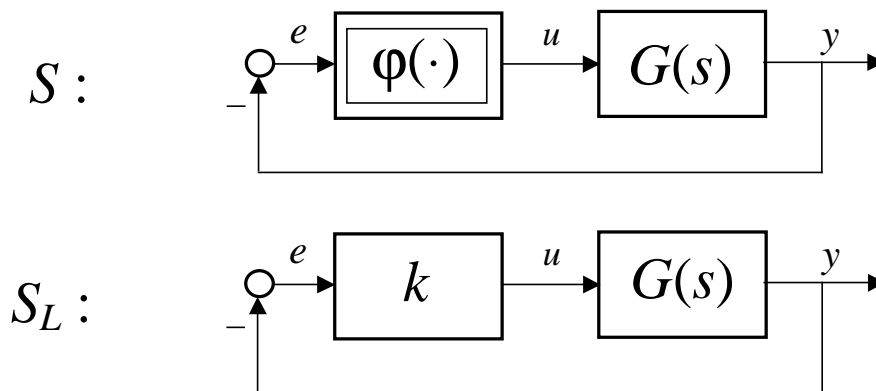 e u y
S : φ(·) G(s)
−
e u y
S_L : k G(s)
−